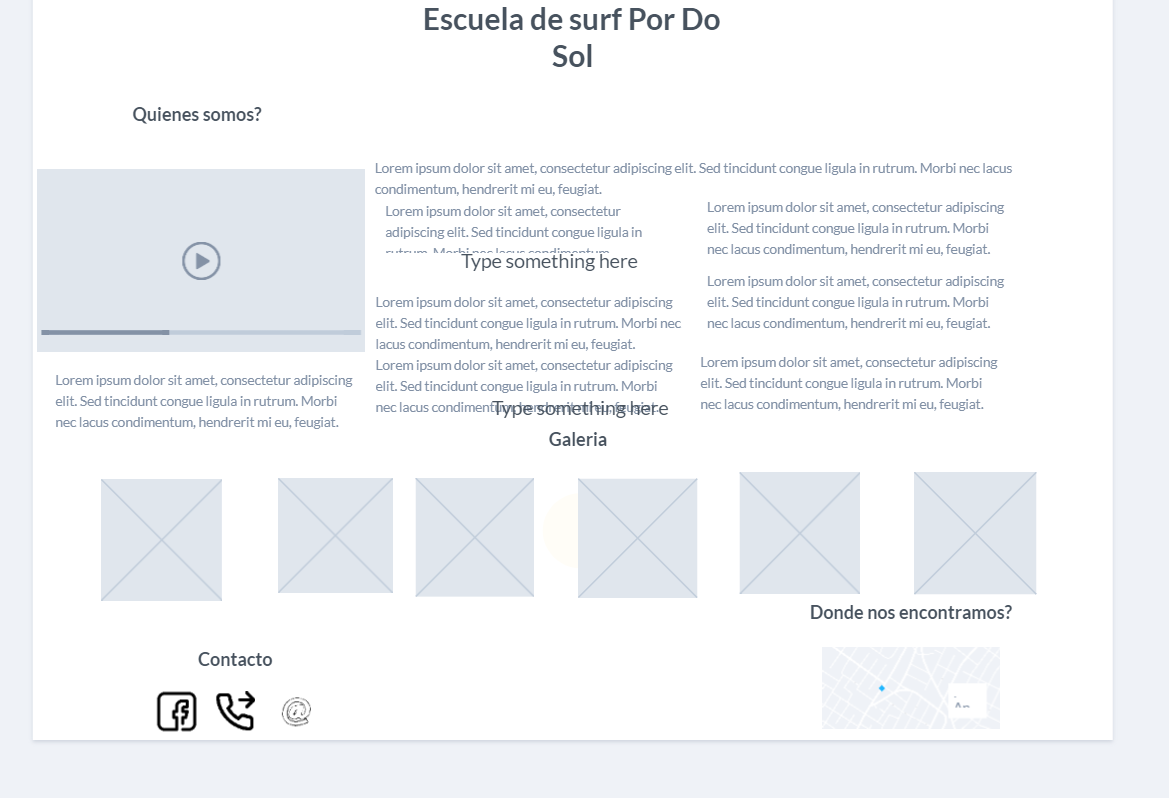 Escuela de surf Por Do
Sol
Quienes somos?
Lorem ipsum dolor sit amet, consectetur adipiscing elit. Sed tincidunt congue ligula in rutrum. Morbi nec lacus
condimentum, hendrerit mi eu, feugiat.
Lorem ipsum dolor sit amet, consectetur
adipiscing elit. Sed tincidunt congue ligula in
rutrum. Morbi nec lacus condimentum,
Type something here
Lorem ipsum dolor sit amet, consectetur adipiscing
elit. Sed tincidunt congue ligula in rutrum. Morbi nec
lacus condimentum, hendrerit mi eu, feugiat.
Lorem ipsum dolor sit amet, consectetur adipiscing
elit. Sed tincidunt congue ligula in rutrum. Morbi
nec lacus condimentum, hendrerit mi eu, feugiat.
Type something here
Lorem ipsum dolor sit amet, consectetur adipiscing
elit. Sed tincidunt congue ligula in rutrum. Morbi
nec lacus condimentum, hendrerit mi eu, feugiat.
Lorem ipsum dolor sit amet, consectetur adipiscing
elit. Sed tincidunt congue ligula in rutrum. Morbi
nec lacus condimentum, hendrerit mi eu, feugiat.
Lorem ipsum dolor sit amet, consectetur adipiscing
elit. Sed tincidunt congue ligula in rutrum. Morbi
nec lacus condimentum, hendrerit mi eu, feugiat.
Lorem ipsum dolor sit amet, consectetur adipiscing
elit. Sed tincidunt congue ligula in rutrum. Morbi
nec lacus condimentum, hendrerit mi eu, feugiat.
Galeria
Donde nos encontramos?
Contacto
@